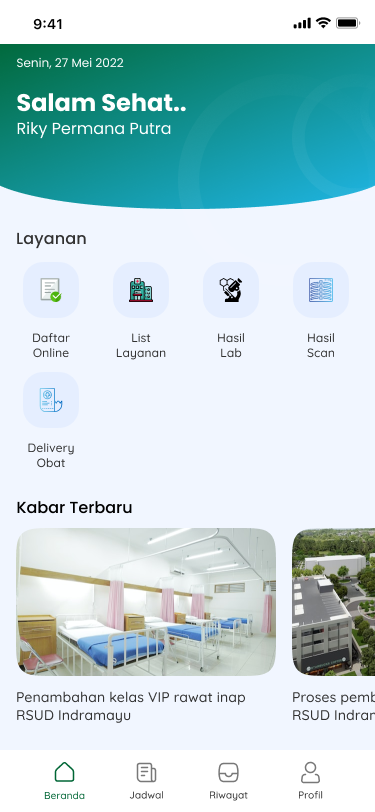 9:41
Senin, 27 Mei 2022
Salam Sehat..
Riky Permana Putra
Layanan
Daftar
Online
List
Layanan
Hasil
Lab
Hasil
Scan
Delivery
Obat
Kabar Terbaru
Penambahan kelas VIP rawat inap
RSUD Indramayu
Proses pemb
RSUD Indran
Beranda
Jadwal
Riwayat
Profil